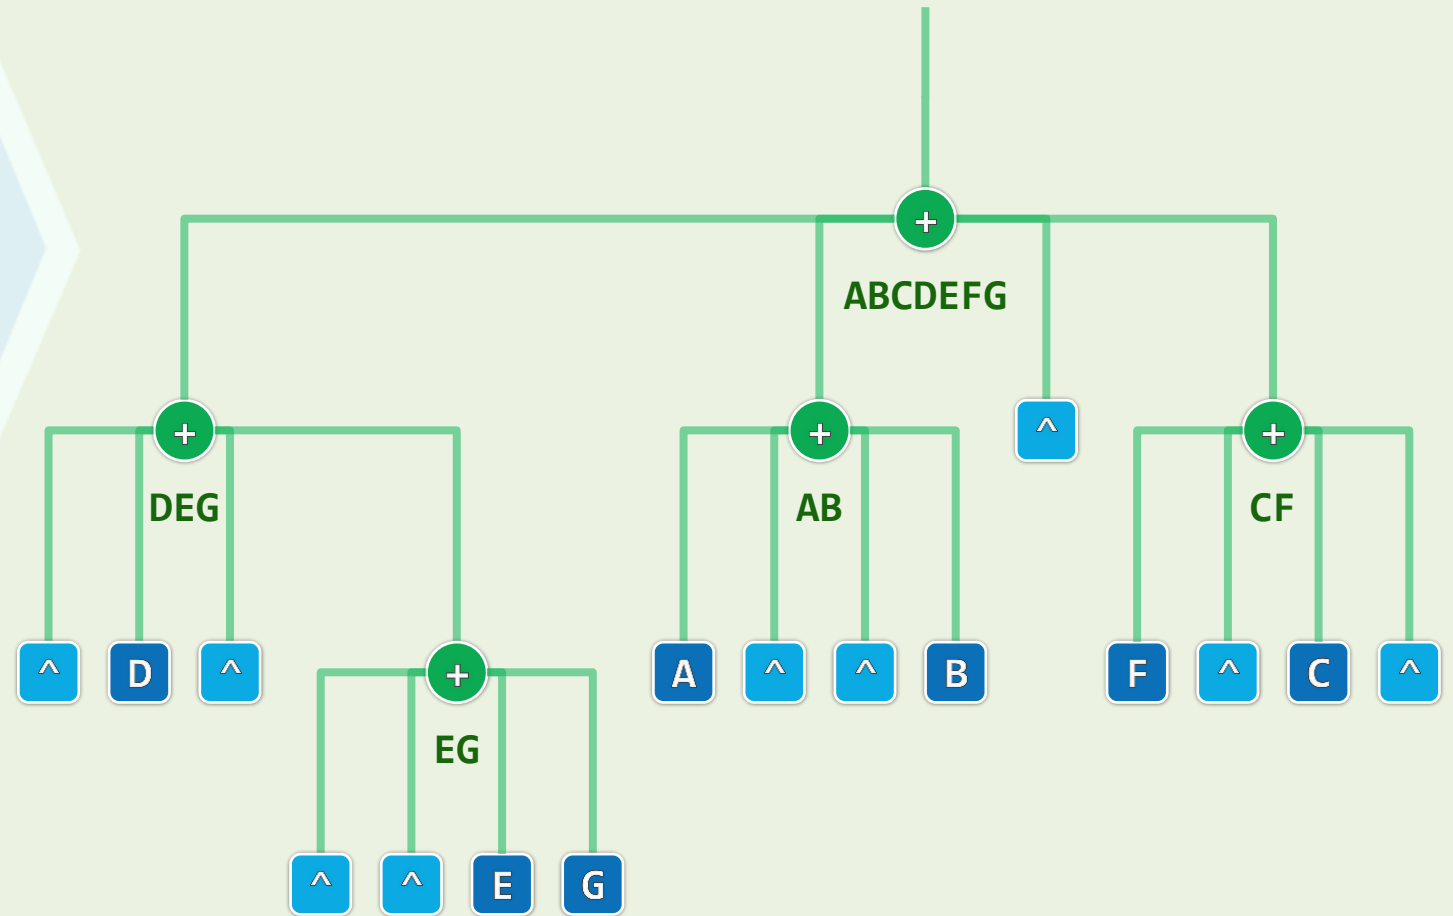 +
ABCDEFG
+ + ^ +
DEG AB CF
^ D ^ + A ^ ^ B F ^ C ^
EG
^ ^ E G